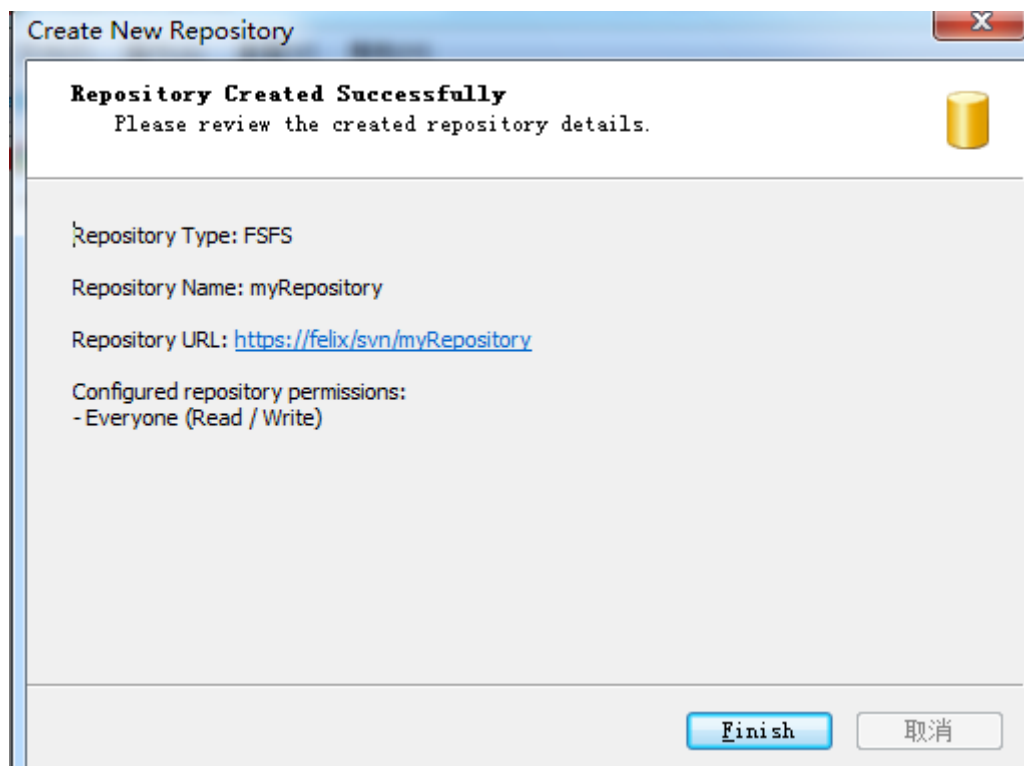 Create New Repository
Repository Created Successfully
Please review the created repository details.
Repository Type: FSFS
Repository Name: myRepository
Repository URL: https://felix/svn/myRepository
Configured repository permissions:
- Everyone (Read / Write)
Finish
取消